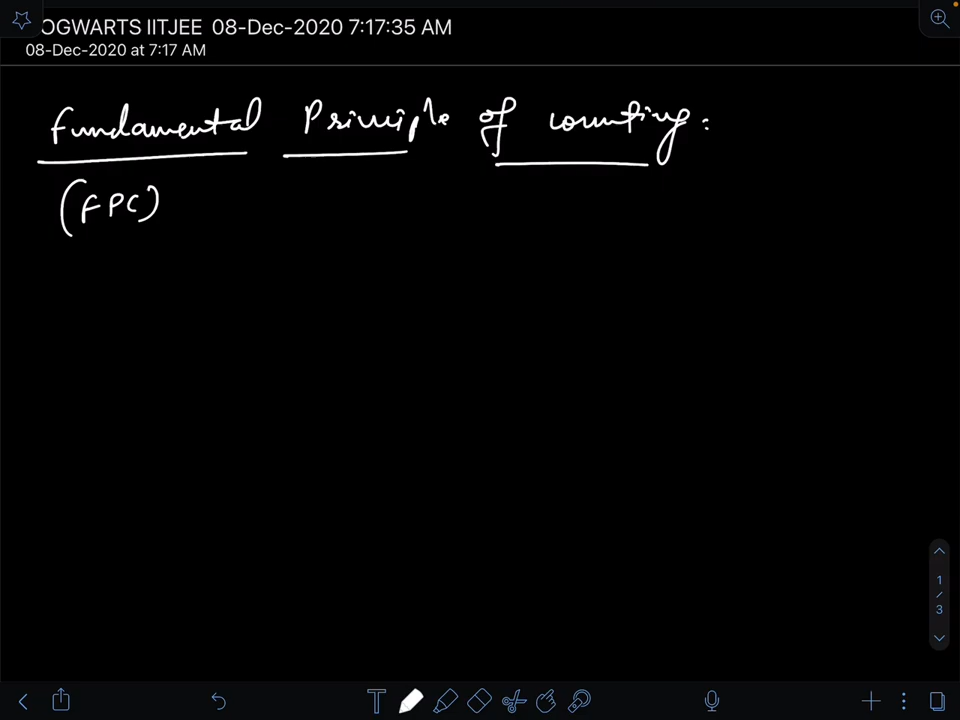 OGWARTS IITJEE 08-Dec-2020 7:17:35 AM
08-Dec-2020 at 7:17 AM
Fundamental Principle of counting:
(FPC)
1
/
3
T